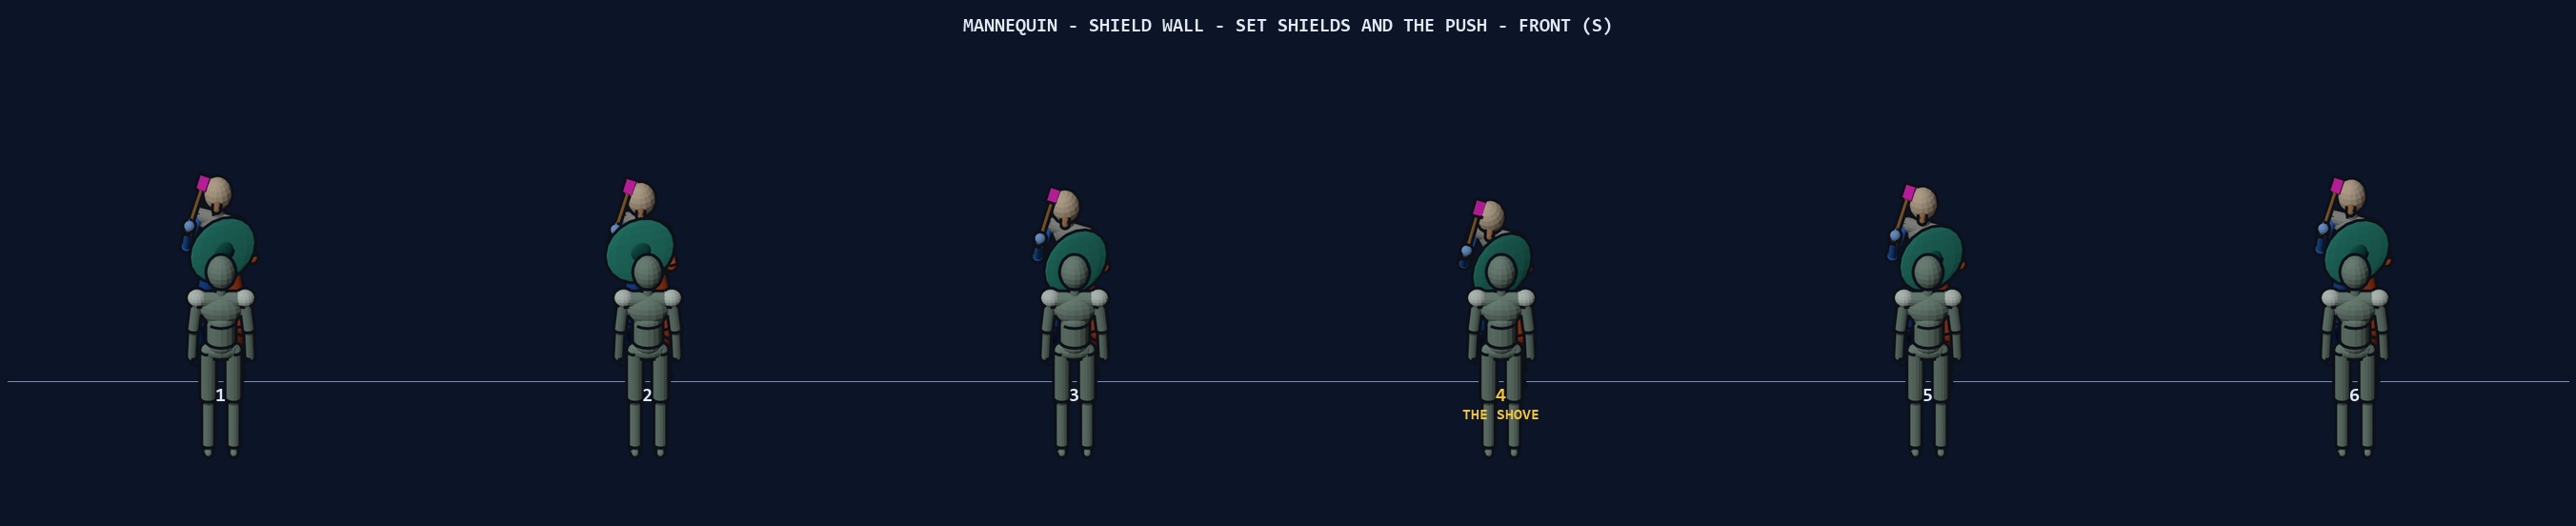 MANNEQUIN - SHIELD WALL - SET SHIELDS AND THE PUSH - FRONT (S)
1 2 3 4 5 6
THE SHOVE